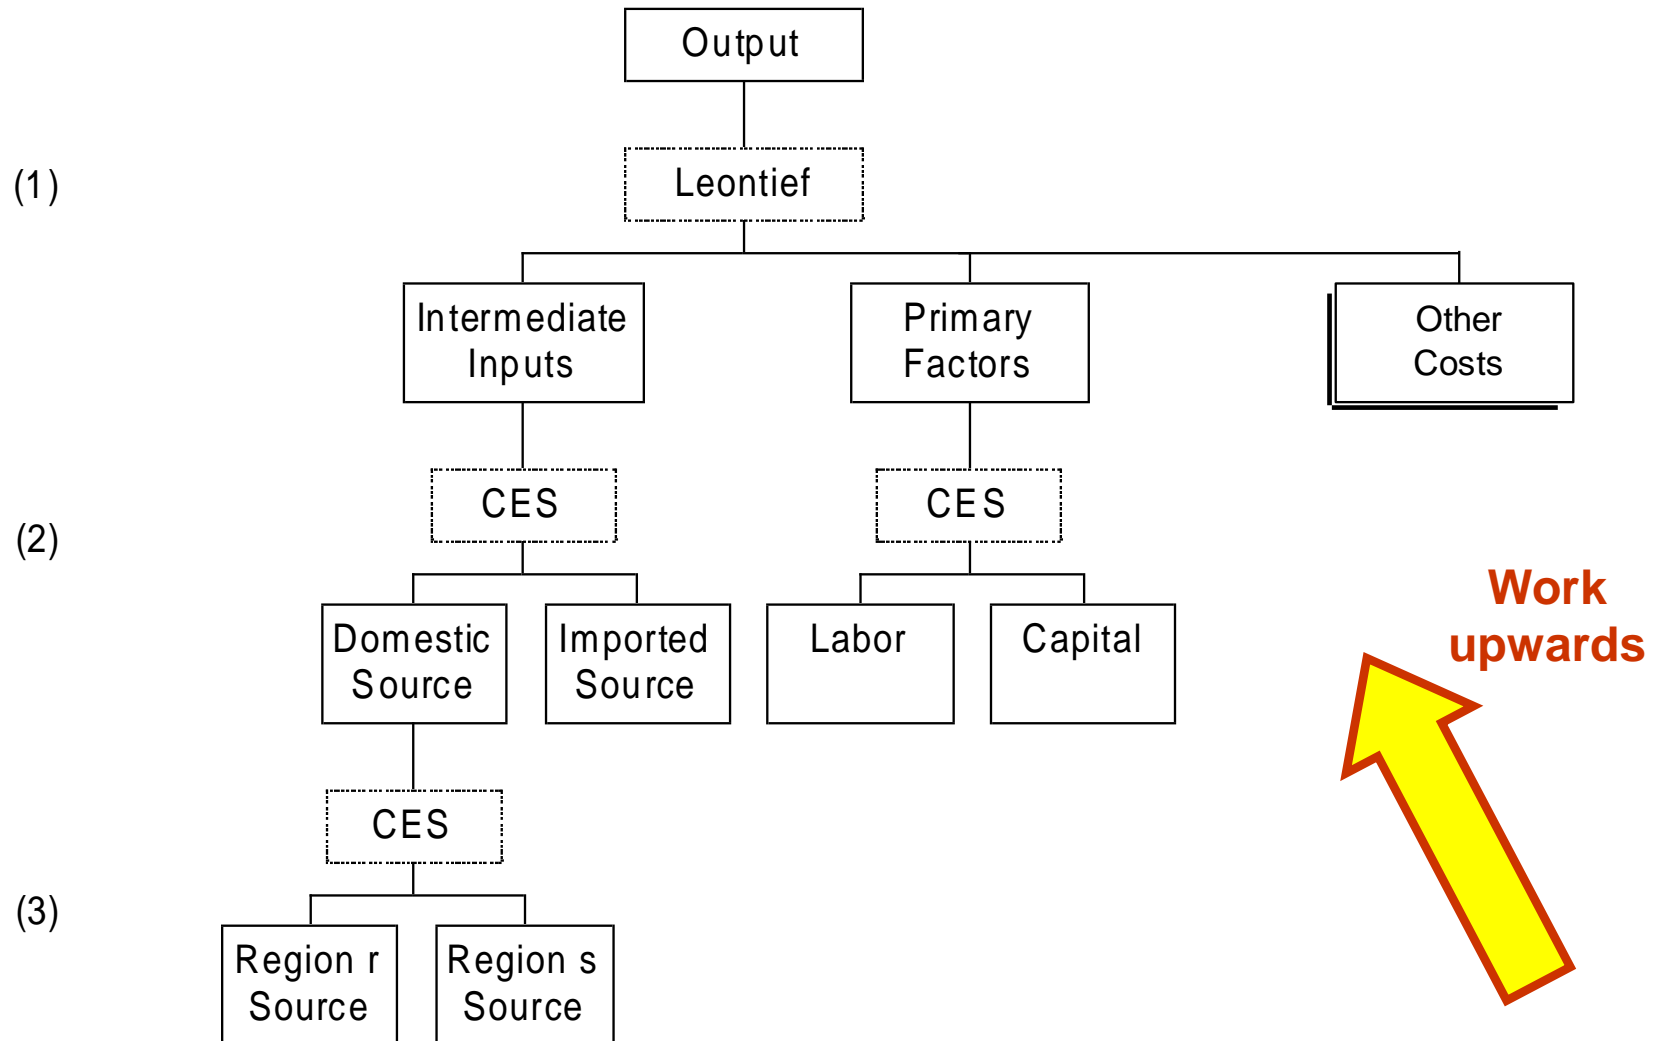 Output
(1)
Leontief
Intermediate
Inputs
Primary
Factors
Other
Costs
CES
CES
(2)
Domestic
Source
Imported
Source
Labor
Capital
Work
upwards
CES
(3)
Region r
Source
Region s
Source